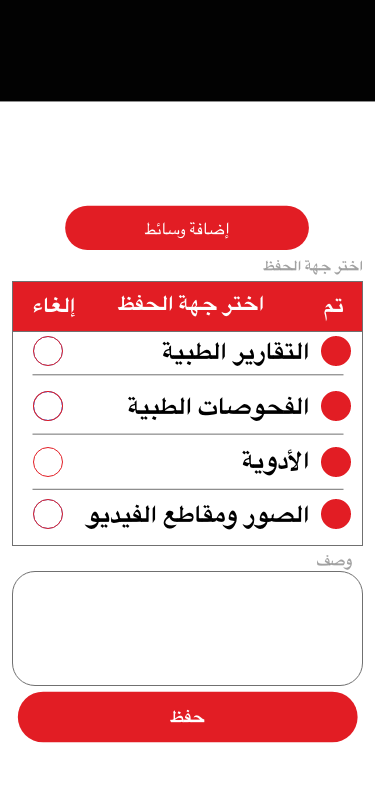 إضافة وسائط
اختر جهة الحفظ
تم اختر جهة الحفظ إلغاء
التقارير الطبية
الفحوصات الطبية
الأدوية
الصور ومقاطع الفيديو
وصف
حفظ